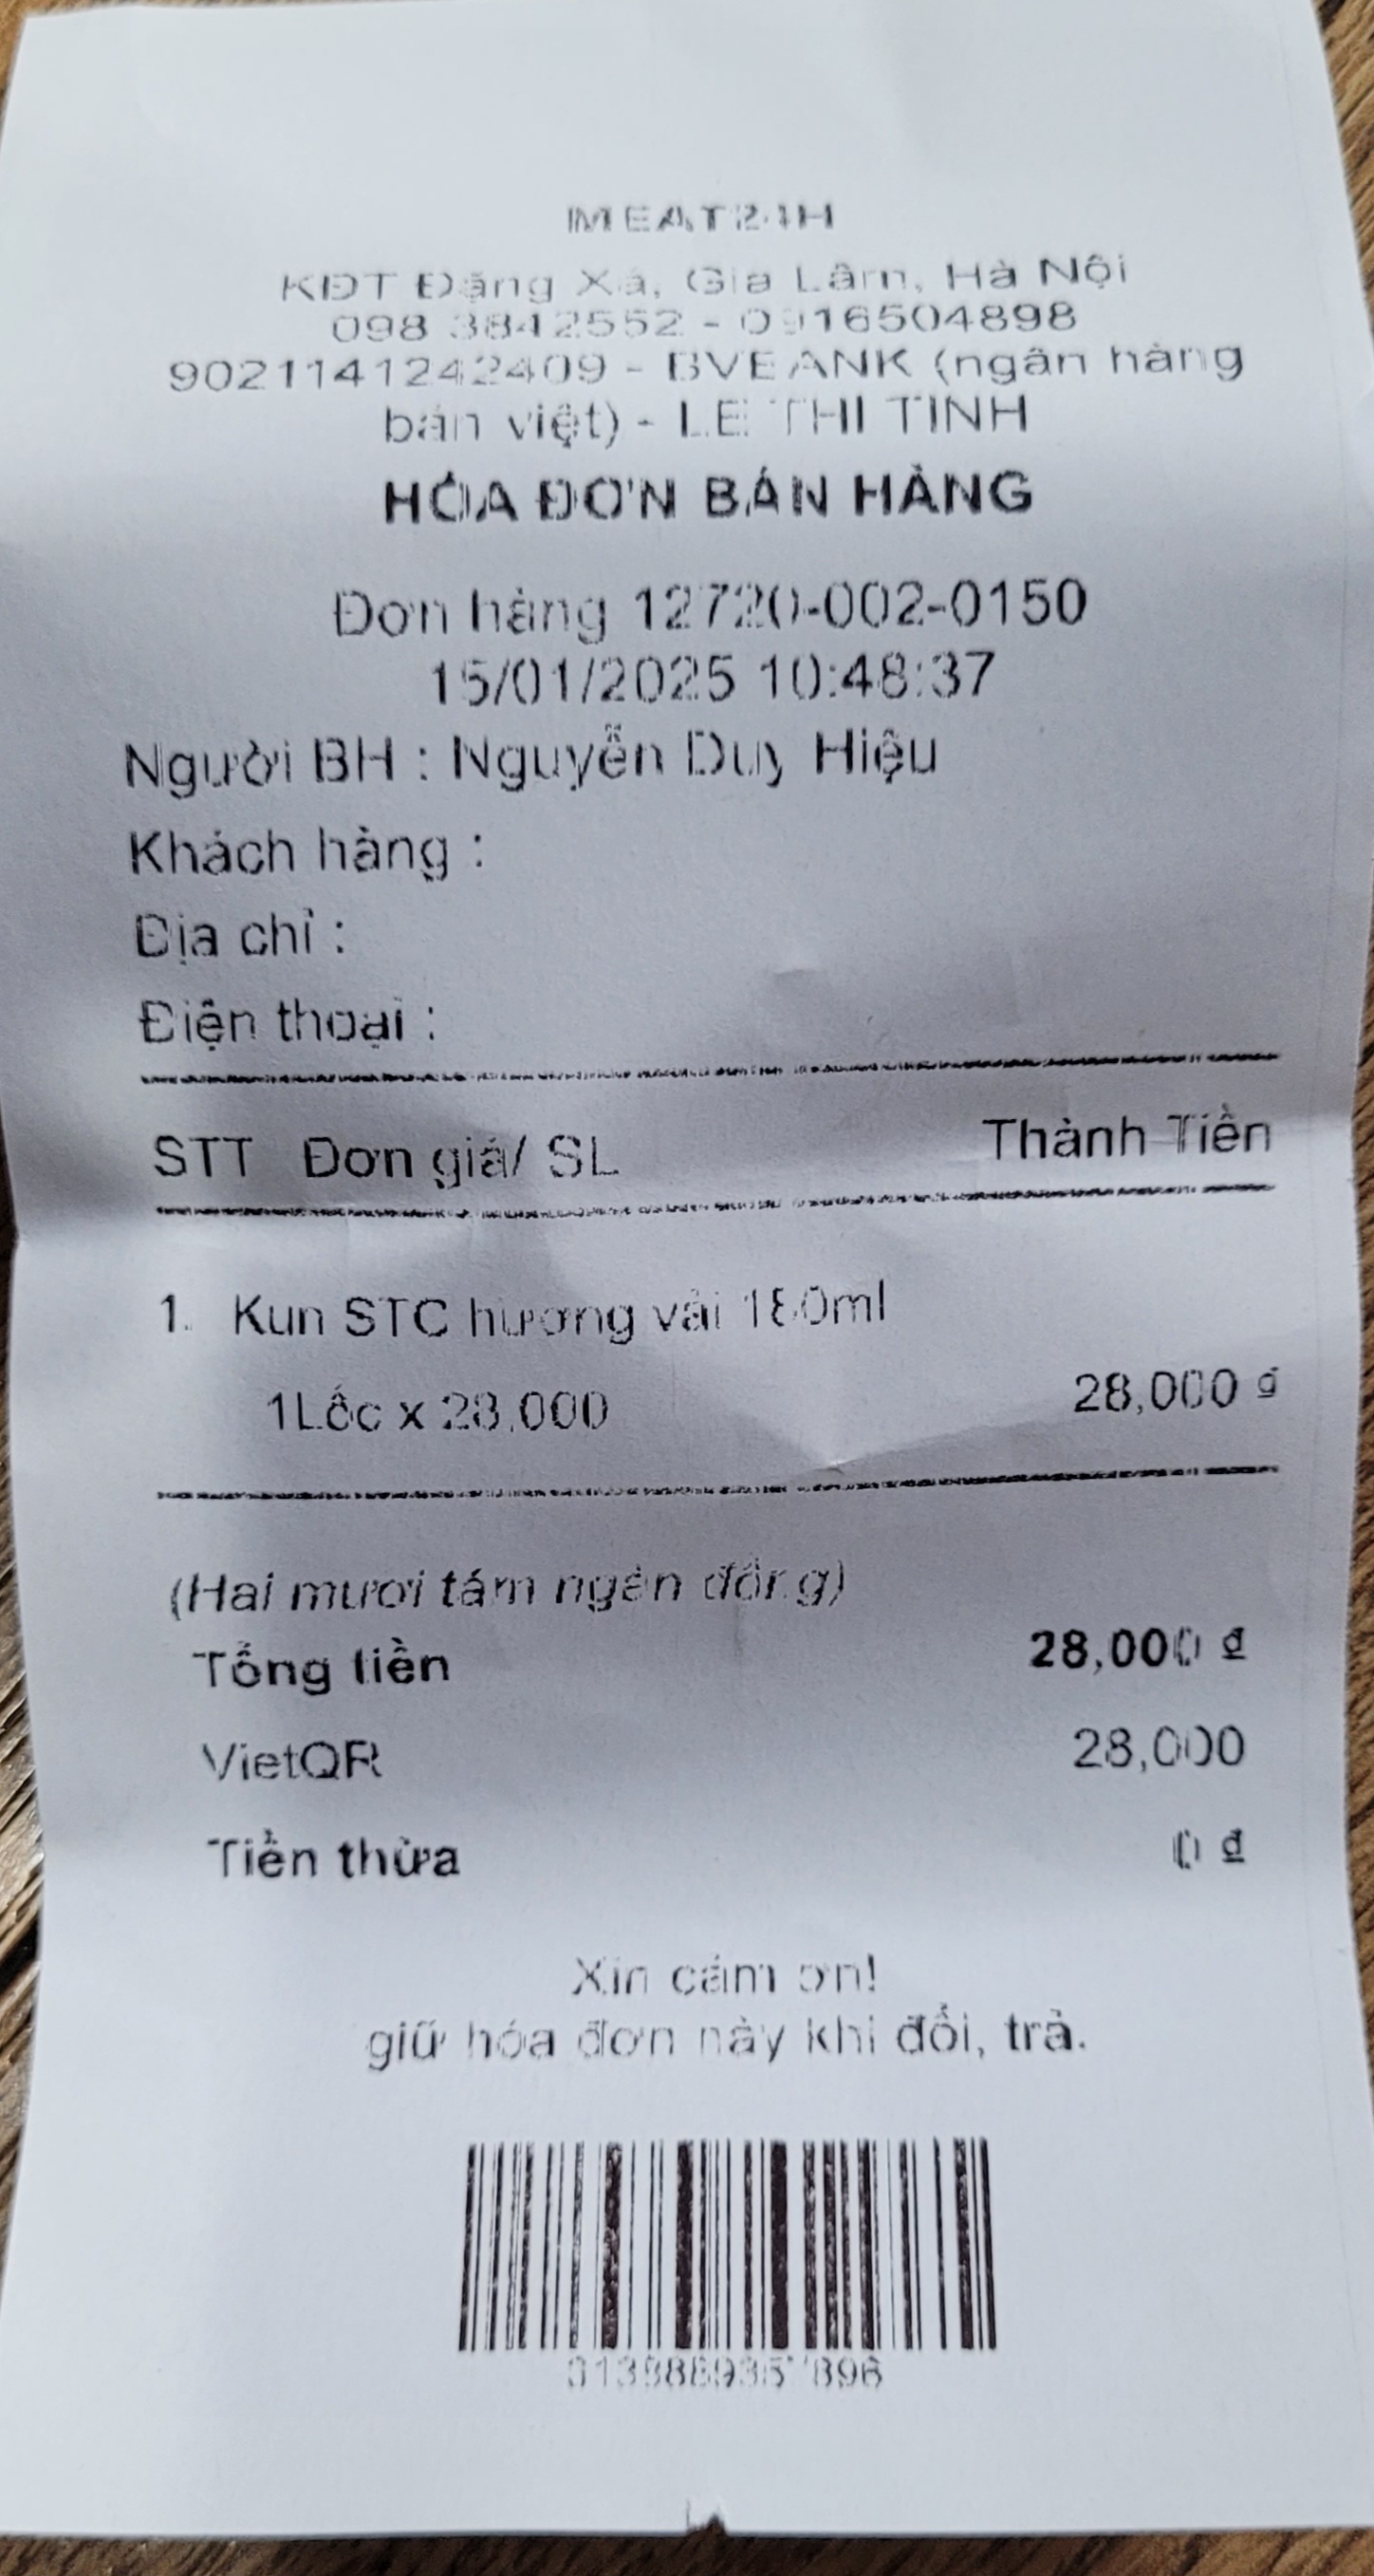 MEAT24H
KĐT Đặng Xá, Gia Lâm, Hà Nội
098 3842552 - 0916504898
9021141242409 - BVBANK (ngân hàng
bản việt) - LE THI TINH
HÓA ĐƠN BÁN HÀNG
Đơn hàng 12720-002-0150
15/01/2025 10:48:37
Người BH : Nguyễn Duy Hiệu
Khách hàng :
Địa chỉ :
Điện thoại :
STT Đơn giá/ SL Thành Tiền
1. Kun STC hương vải 180ml
1Lốc x 28,000 28,000 đ
(Hai mươi tám ngàn đồng)
Tổng tiền 28,000 đ
VietQR 28,000
Tiền thừa 0 đ
Xin cám ơn!
giữ hóa đơn này khi đổi, trả.